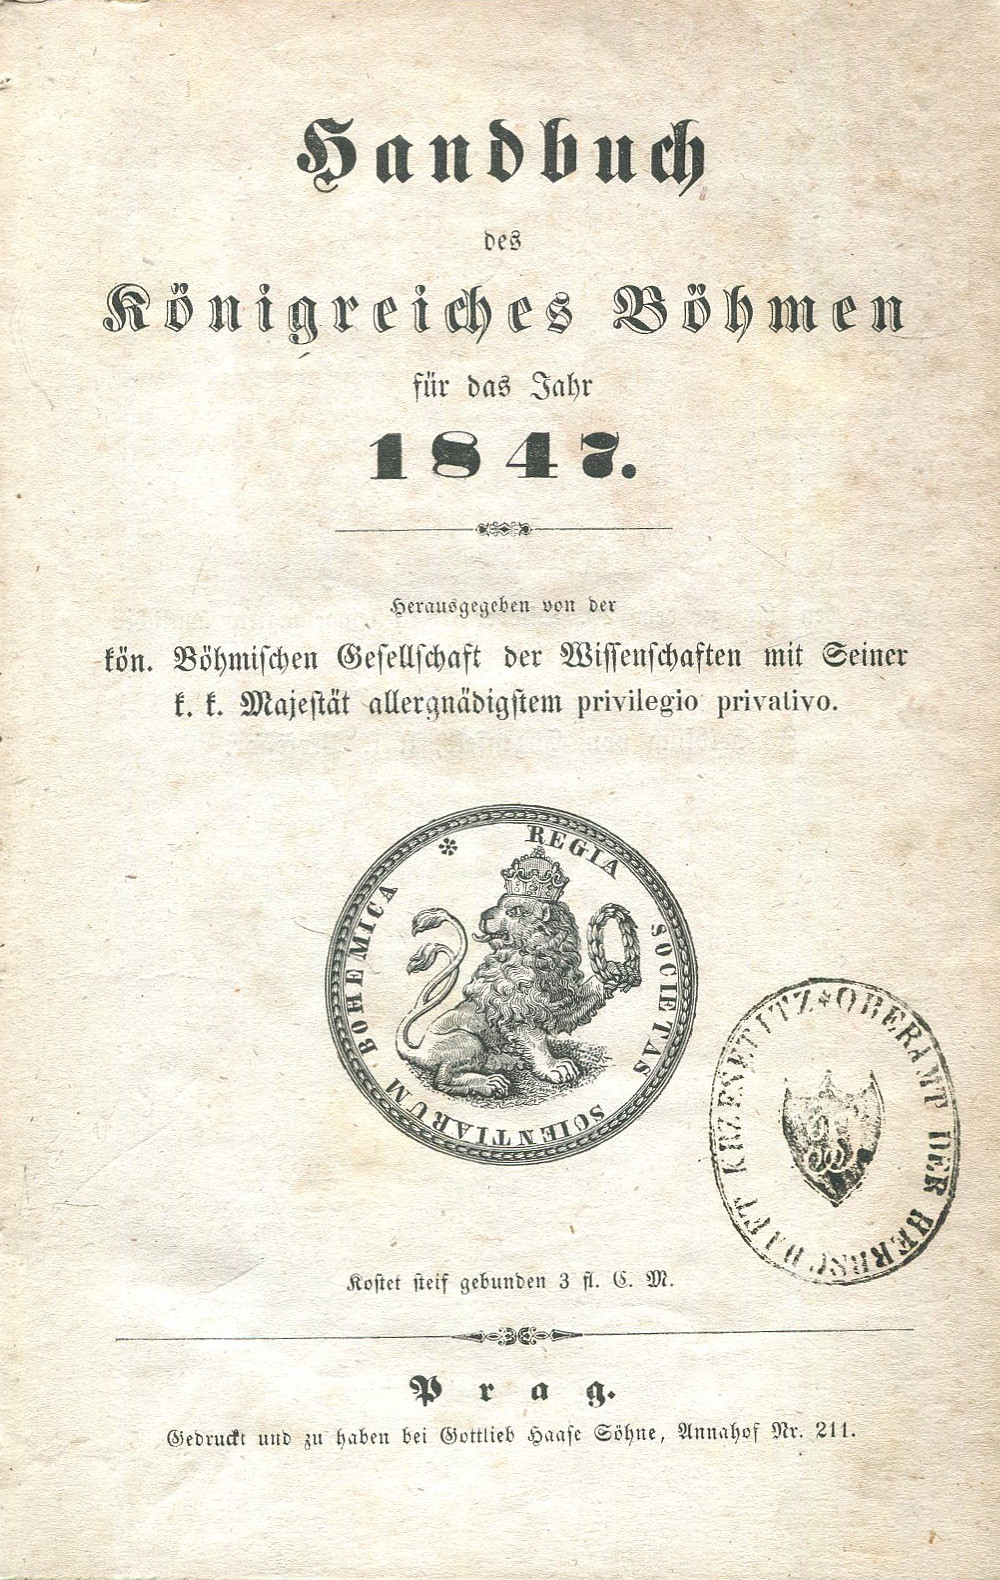 Handbuch
des
Königreiches Böhmen
für das Jahr
1847.
Herausgegeben von der
kön. Böhmischen Gesellschaft der Wissenschaften mit Seiner
k. k. Majestät allergnädigstem privilegio privativo.
REGIA SOCIETAS SCIENTIARUM BOHEMICA
OBERAMT DER HERRSCHAFT KRZESETITZ
Kostet steif gebunden 3 fl. C. M.
Prag.
Gedruckt und zu haben bei Gottlieb Haase Söhne, Annahof Nr. 211.